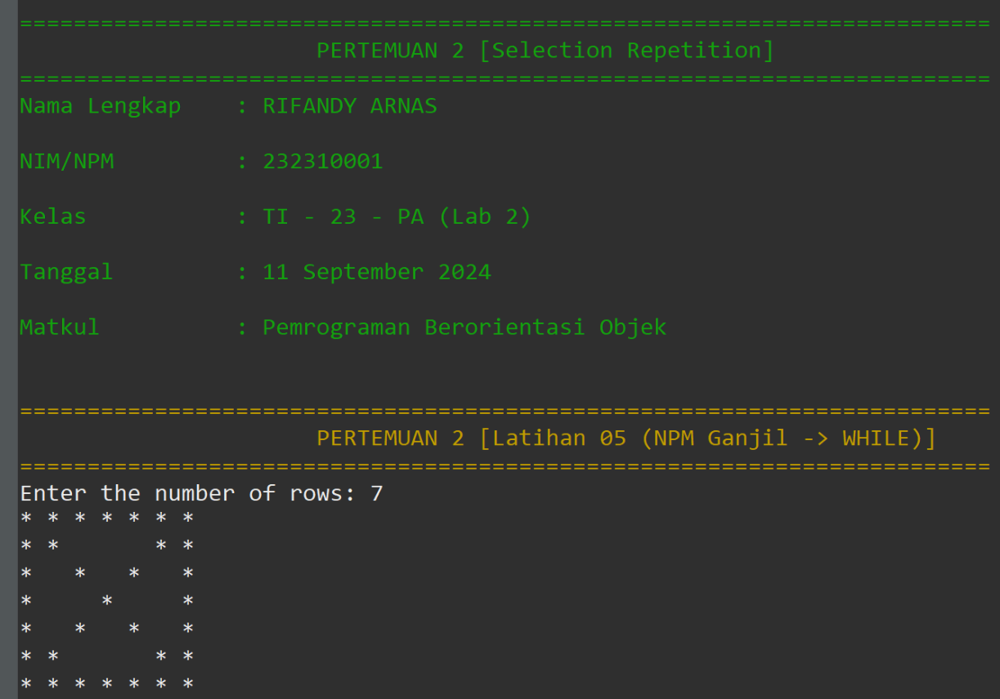 ========================================================================
                      PERTEMUAN 2 [Selection Repetition]
========================================================================
Nama Lengkap    : RIFANDY ARNAS
NIM/NPM         : 232310001
Kelas           : TI - 23 - PA (Lab 2)
Tanggal         : 11 September 2024
Matkul          : Pemrograman Berorientasi Objek
========================================================================
                      PERTEMUAN 2 [Latihan 05 (NPM Ganjil -> WHILE)]
========================================================================
Enter the number of rows: 7
* * * * * * *
* *       * *
*   *   *   *
*     *     *
*   *   *   *
* *       * *
* * * * * * *